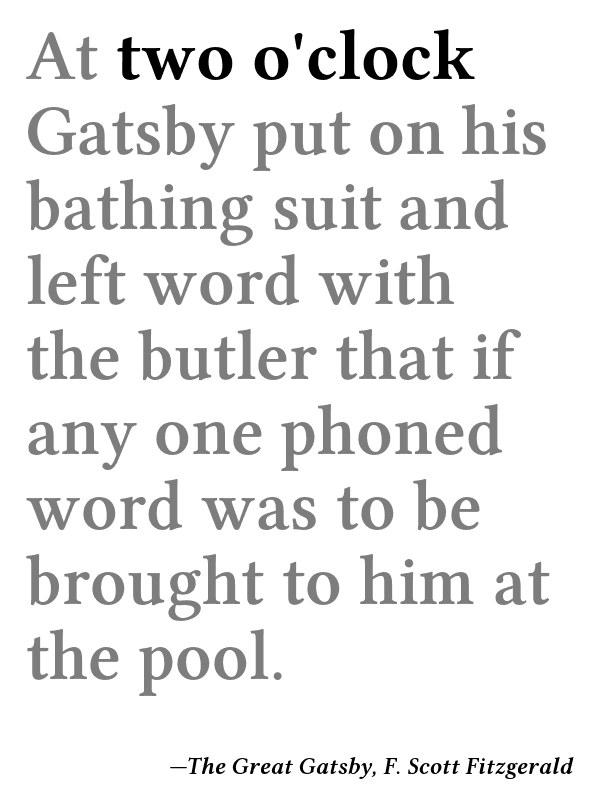 At two o'clock
Gatsby put on his
bathing suit and
left word with
the butler that if
any one phoned
word was to be
brought to him at
the pool.
—The Great Gatsby, F. Scott Fitzgerald